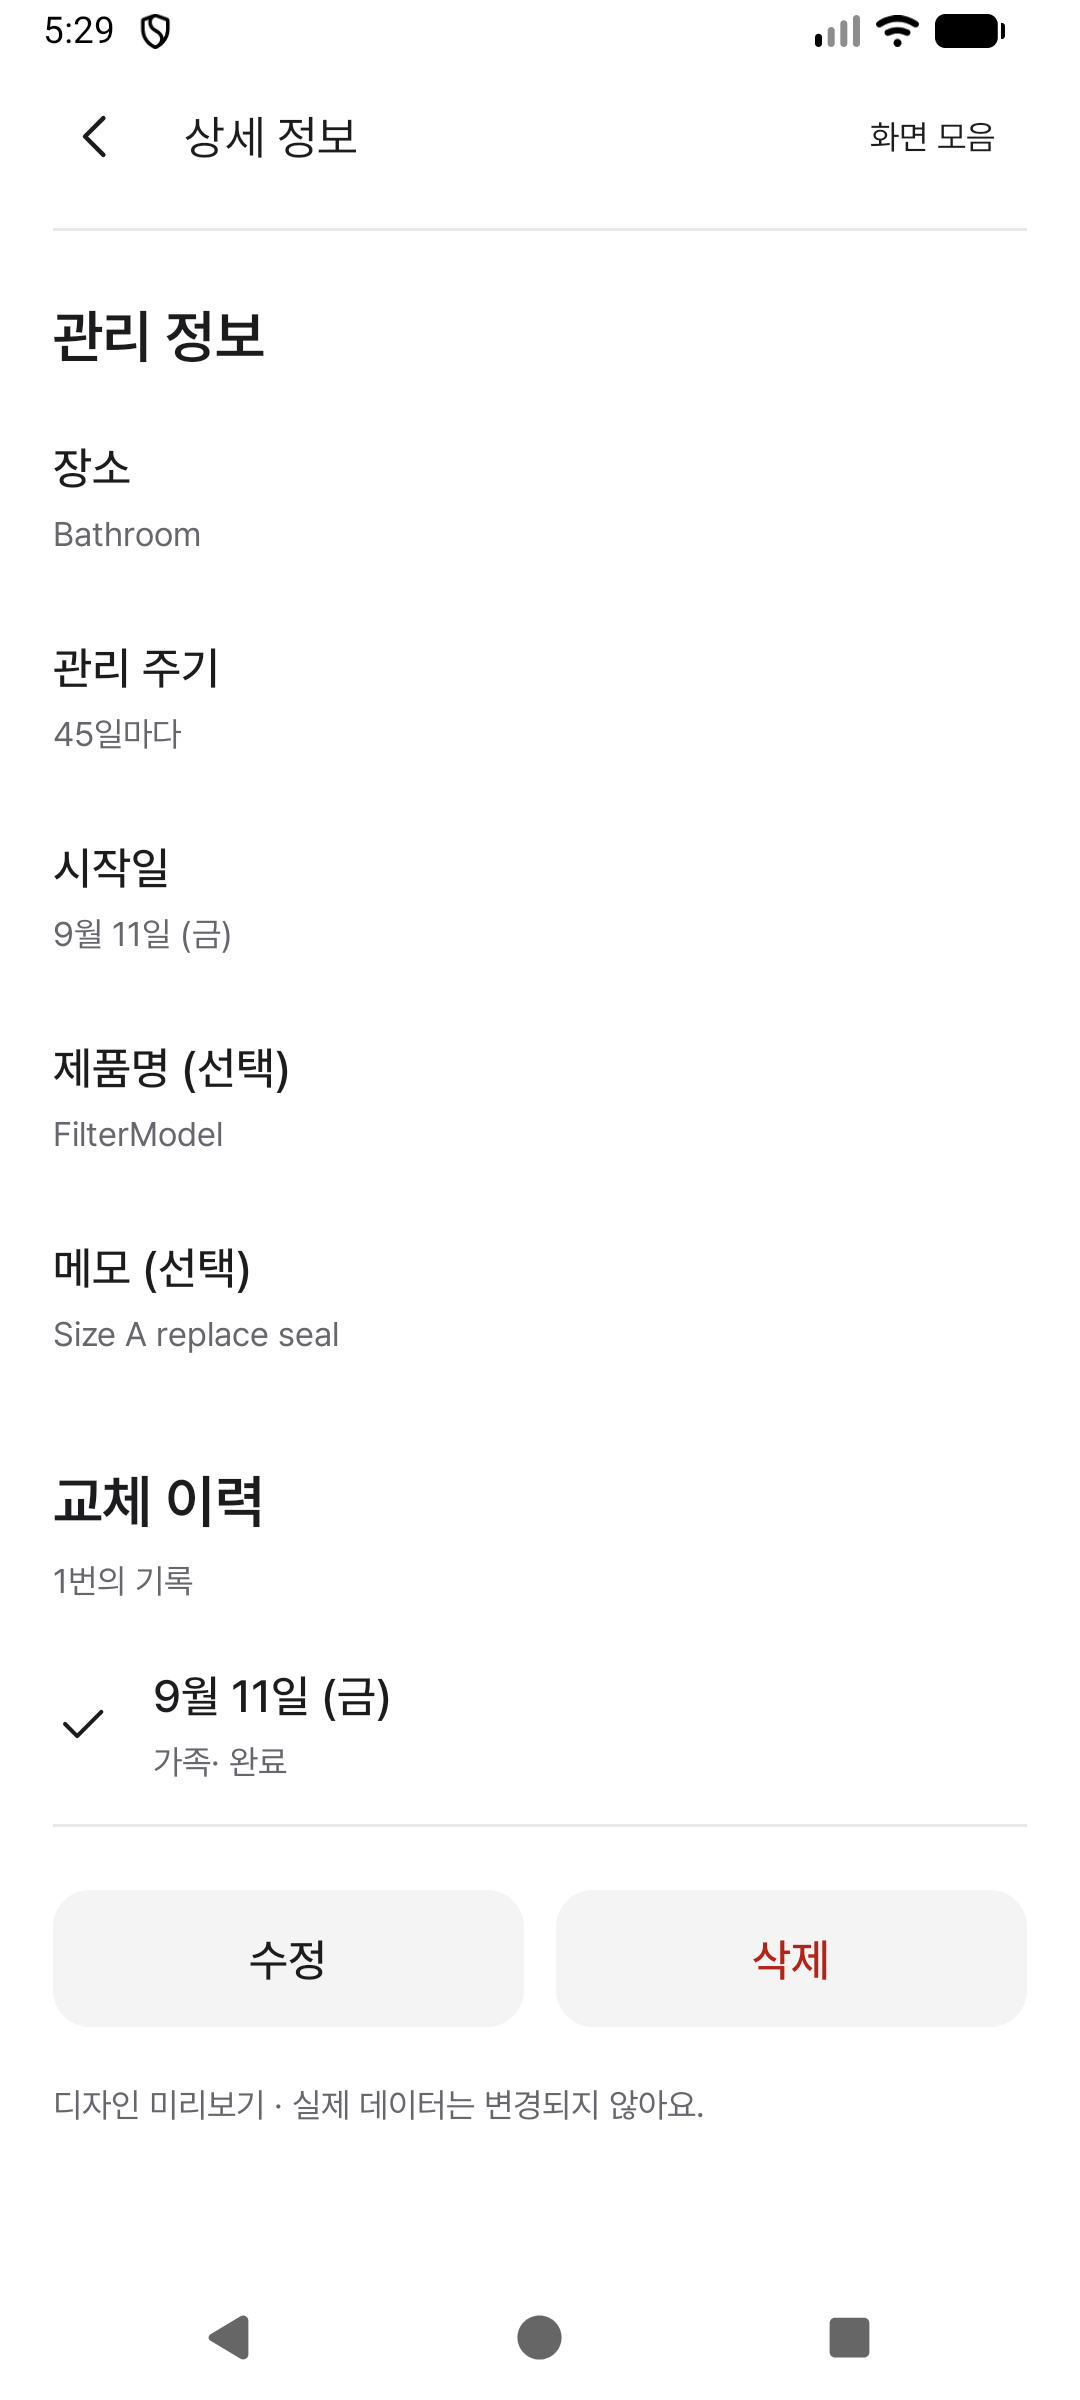 5:29
상세 정보
화면 모음
관리 정보
장소
Bathroom
관리 주기
45일마다
시작일
9월 11일 (금)
제품명 (선택)
FilterModel
메모 (선택)
Size A replace seal
교체 이력
1번의 기록
9월 11일 (금)
가족· 완료
수정
삭제
디자인 미리보기 · 실제 데이터는 변경되지 않아요.